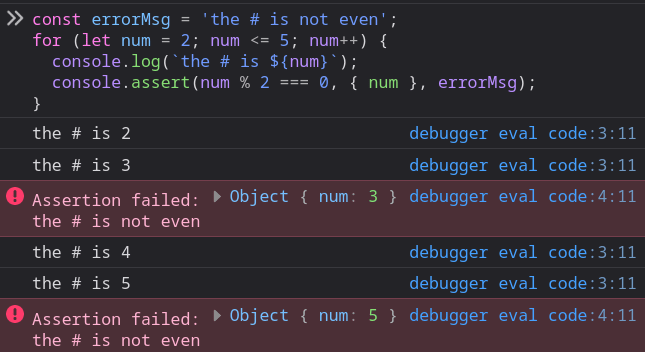 const errorMsg = 'the # is not even';
for (let num = 2; num <= 5; num++) {
  console.log(`the # is ${num}`);
  console.assert(num % 2 === 0, { num }, errorMsg);
}
the # is 2 debugger eval code:3:11
the # is 3 debugger eval code:3:11
Assertion failed: Object { num: 3 } debugger eval code:4:11
the # is not even
the # is 4 debugger eval code:3:11
the # is 5 debugger eval code:3:11
Assertion failed: Object { num: 5 } debugger eval code:4:11
the # is not even